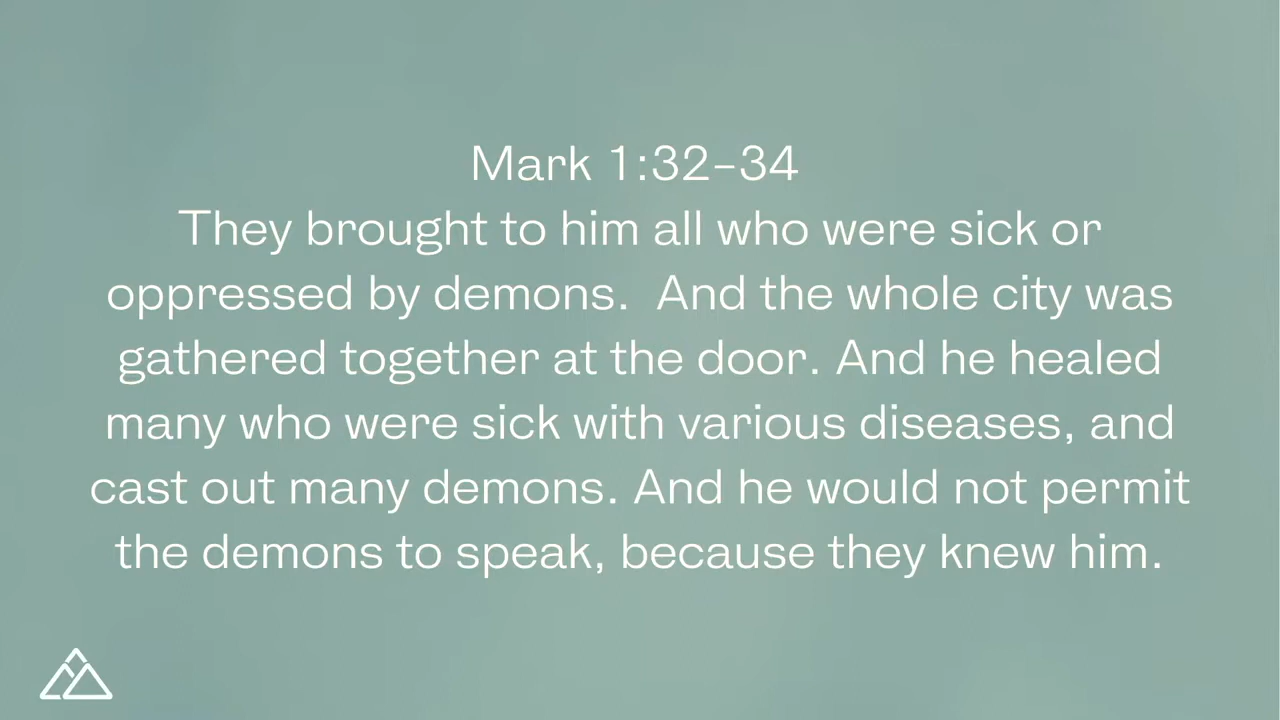 Mark 1:32–34
They brought to him all who were sick or
oppressed by demons.  And the whole city was
gathered together at the door. And he healed
many who were sick with various diseases, and
cast out many demons. And he would not permit
the demons to speak, because they knew him.